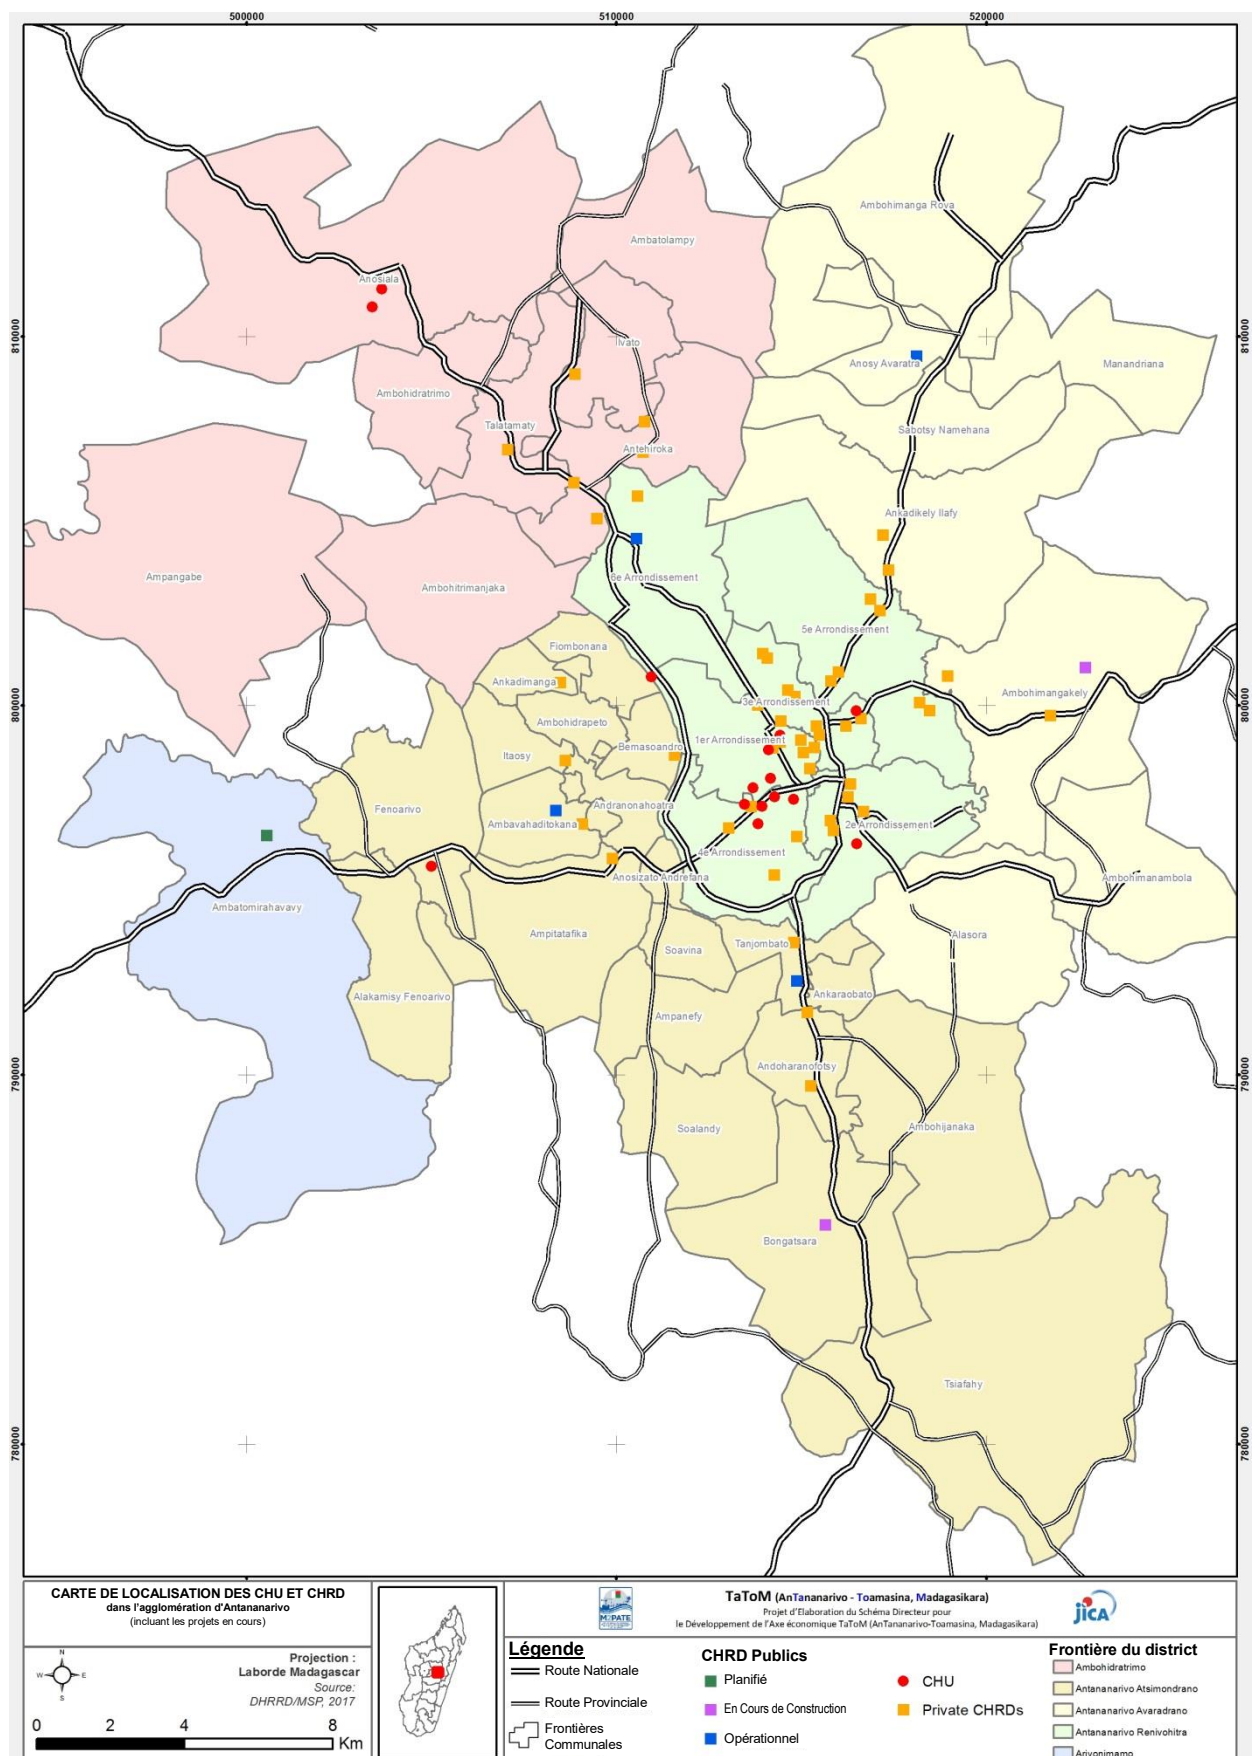 500000
510000
520000
Ambohimanga Rova
Ambatolampy
Anosiala
810000
810000
Ivato
Anosy Avaratra
Manandriana
Ambohidratrimo
Talatamaty
Sabotsy Namehana
Antehiroka
Ankadikely Ilafy
Ampangabe
Ambohitrimanjaka
6e Arrondissement
5e Arrondissement
Fiombonana
Ankadimanga
Ambohimangakely
800000
3e Arrondissement
800000
Ambohidrapeto
1er Arrondissement
Bemasoandro
Itaosy
Fenoarivo
Andranonahoatra
Ambavahaditokana
2e Arrondissement
4e Arrondissement
Anosizato Andrefana
Ambohimanambola
Ambatomirahavavy
Ampitatafika
Tanjombato
Alasora
Soavina
Alakamisy Fenoarivo
Ankaraobato
Ampanefy
Andoharanofotsy
790000
790000
Soalandy
Ambohijanaka
Bongatsara
Tsiafahy
780000
780000
CARTE DE LOCALISATION DES CHU ET CHRD
dans l'agglomération d'Antananarivo
(incluant les projets en cours)
N
W
E
S
Projection :
Laborde Madagascar
Source:
DHRRD/MSP, 2017
0 2 4 8
Km
M2PATE
TaToM (AnTananarivo - Toamasina, Madagasikara)
Projet d'Elaboration du Schéma Directeur pour
le Développement de l'Axe économique TaToM (AnTananarivo-Toamasina, Madagasikara)
jICA
Légende
Route Nationale
Route Provinciale
Frontières
Communales
CHRD Publics
Planifié
En Cours de Construction
Opérationnel
CHU
Private CHRDs
Frontière du district
Ambohidratrimo
Antananarivo Atsimondrano
Antananarivo Avaradrano
Antananarivo Renivohitra
Arivonimamo